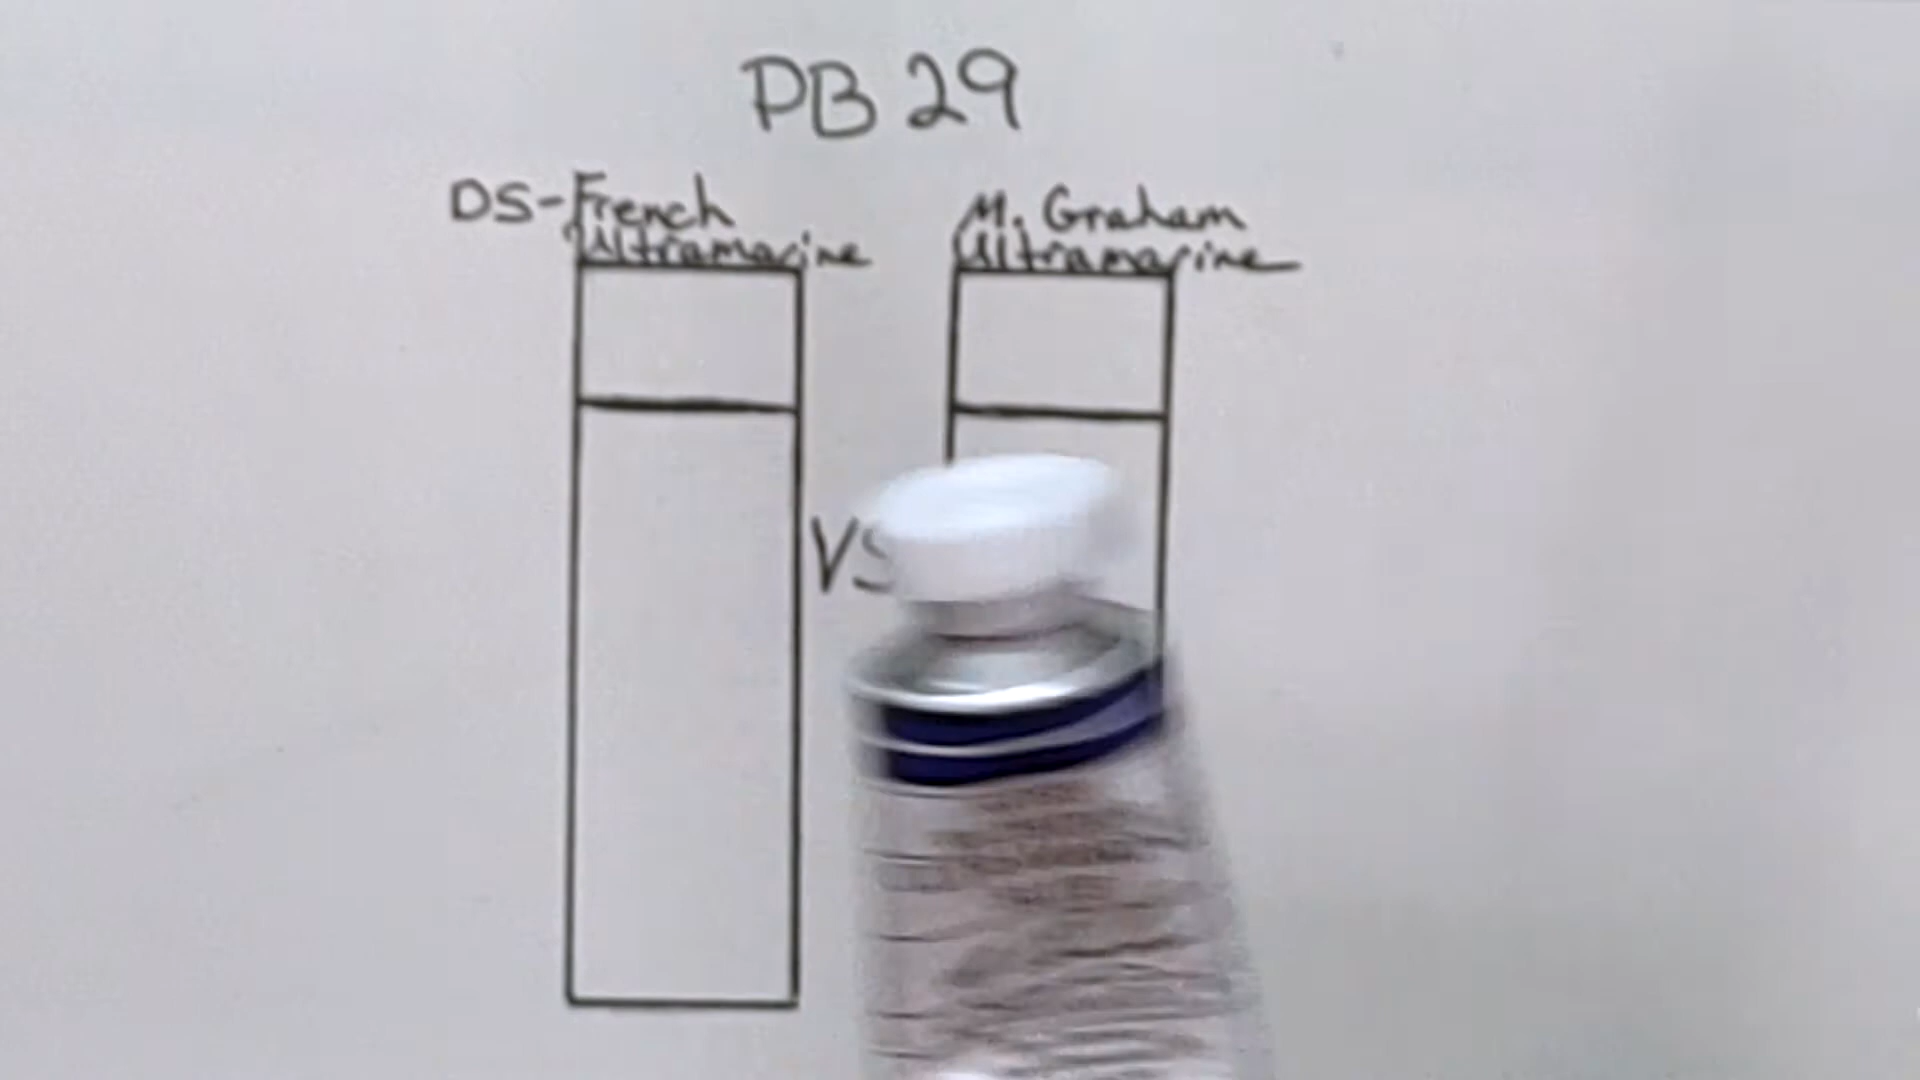 PB 29
DS-French
Ultramarine
M. Graham
Ultramarine
VS